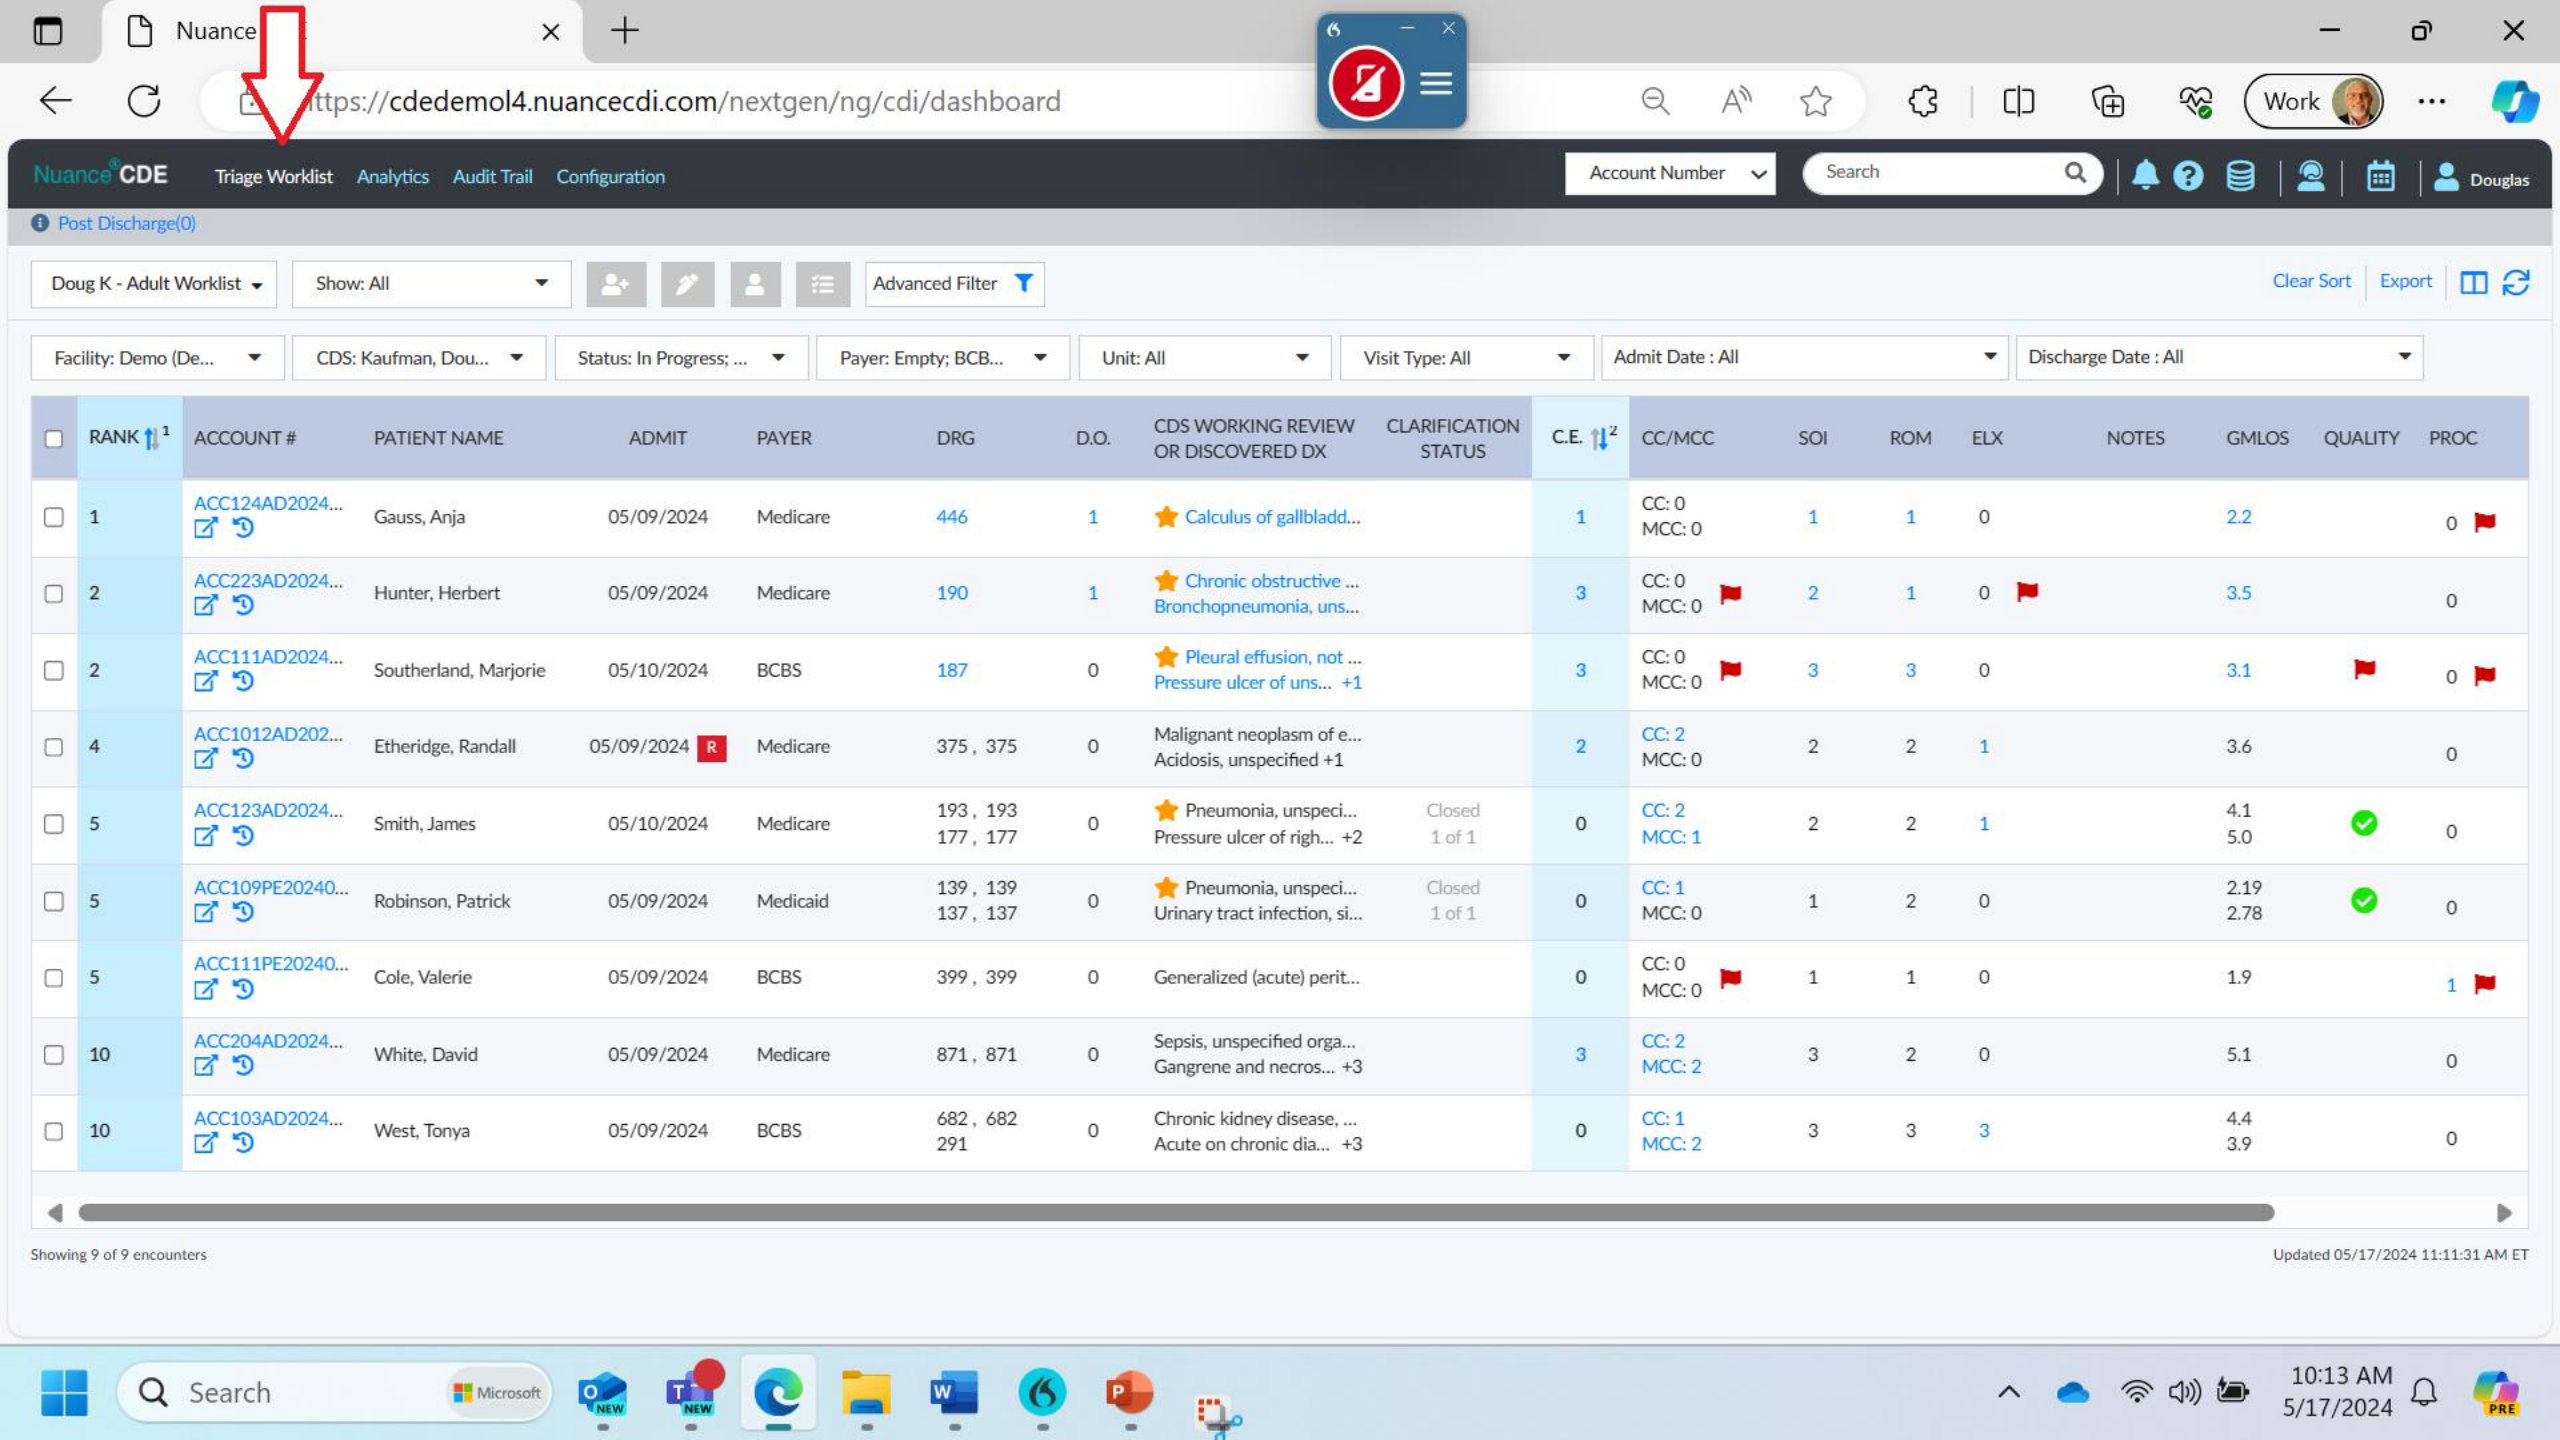 Nuance
https://cdedemol4.nuancecdi.com/nextgen/ng/cdi/dashboard
Work
Nuance® CDE Triage Worklist Analytics Audit Trail Configuration Account Number Search Douglas
Post Discharge(0)
Doug K - Adult Worklist Show: All Advanced Filter Clear Sort Export
Facility: Demo (De... CDS: Kaufman, Dou... Status: In Progress; ... Payer: Empty; BCB... Unit: All Visit Type: All Admit Date : All Discharge Date : All
RANK 1 ACCOUNT # PATIENT NAME ADMIT PAYER DRG D.O. CDS WORKING REVIEW OR DISCOVERED DX CLARIFICATION STATUS C.E. 2 CC/MCC SOI ROM ELX NOTES GMLOS QUALITY PROC
1 ACC124AD2024... Gauss, Anja 05/09/2024 Medicare 446 1 Calculus of gallbladd... 1 CC: 0 MCC: 0 1 1 0 2.2 0
2 ACC223AD2024... Hunter, Herbert 05/09/2024 Medicare 190 1 Chronic obstructive ... Bronchopneumonia, uns... 3 CC: 0 MCC: 0 2 1 0 3.5 0
2 ACC111AD2024... Southerland, Marjorie 05/10/2024 BCBS 187 0 Pleural effusion, not ... Pressure ulcer of uns... +1 3 CC: 0 MCC: 0 3 3 0 3.1 0
4 ACC1012AD202... Etheridge, Randall 05/09/2024 R Medicare 375 , 375 0 Malignant neoplasm of e... Acidosis, unspecified +1 2 CC: 2 MCC: 0 2 2 1 3.6 0
5 ACC123AD2024... Smith, James 05/10/2024 Medicare 193 , 193 177 , 177 0 Pneumonia, unspeci... Pressure ulcer of righ... +2 Closed 1 of 1 0 CC: 2 MCC: 1 2 2 1 4.1 5.0 0
5 ACC109PE20240... Robinson, Patrick 05/09/2024 Medicaid 139 , 139 137 , 137 0 Pneumonia, unspeci... Urinary tract infection, si... Closed 1 of 1 0 CC: 1 MCC: 0 1 2 0 2.19 2.78 0
5 ACC111PE20240... Cole, Valerie 05/09/2024 BCBS 399 , 399 0 Generalized (acute) perit... 0 CC: 0 MCC: 0 1 1 0 1.9 1
10 ACC204AD2024... White, David 05/09/2024 Medicare 871 , 871 0 Sepsis, unspecified orga... Gangrene and necros... +3 3 CC: 2 MCC: 2 3 2 0 5.1 0
10 ACC103AD2024... West, Tonya 05/09/2024 BCBS 682 , 682 291 0 Chronic kidney disease, ... Acute on chronic dia... +3 0 CC: 1 MCC: 2 3 3 3 4.4 3.9 0
Showing 9 of 9 encounters Updated 05/17/2024 11:11:31 AM ET
Search Microsoft NEW NEW 10:13 AM
5/17/2024 PRE